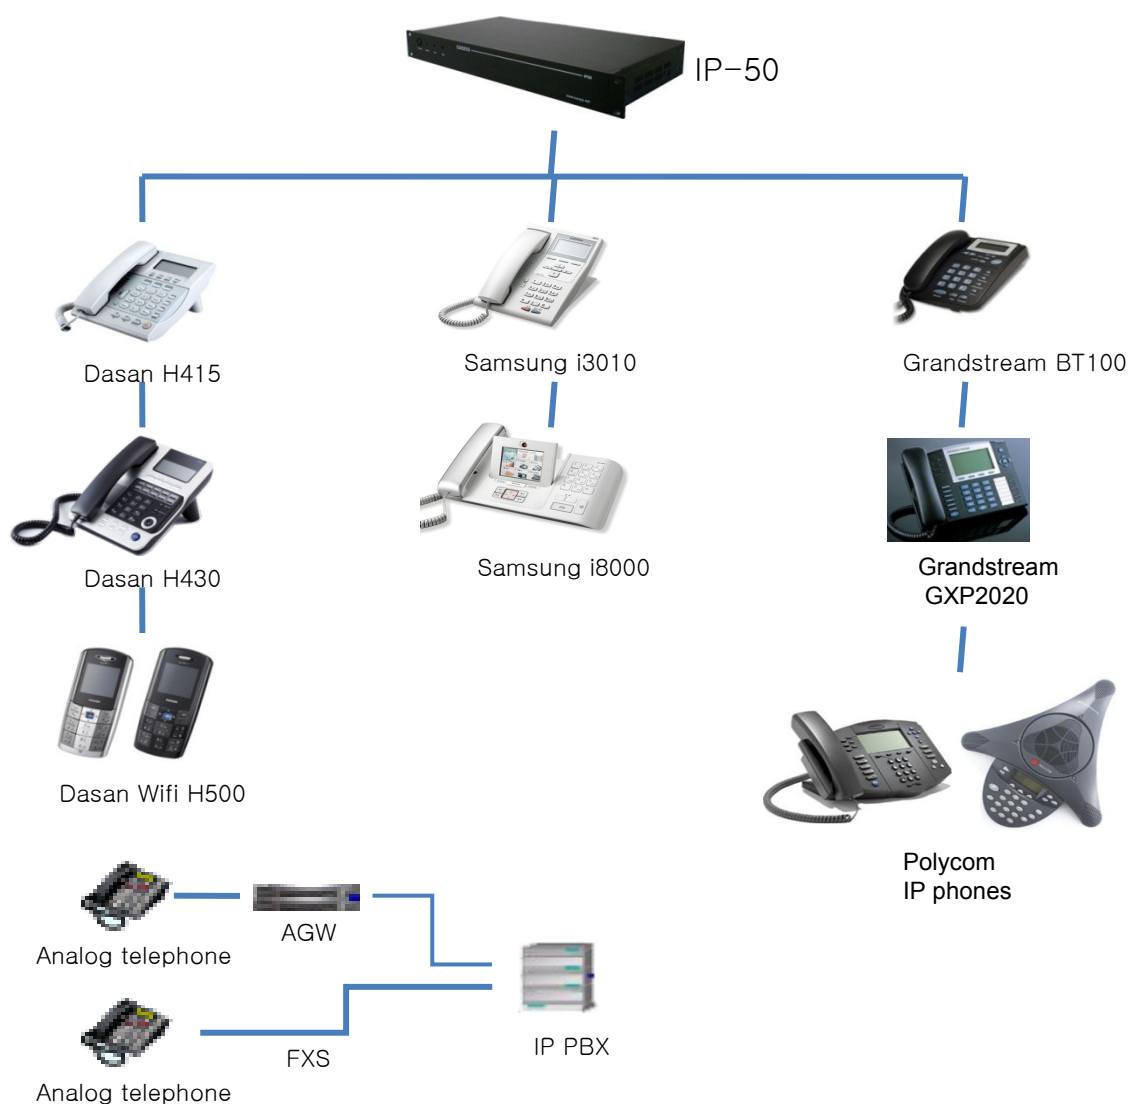 IP-50
Dasan H415
Samsung i3010
Grandstream BT100
Dasan H430
Samsung i8000
Grandstream
GXP2020
Dasan Wifi H500
Polycom
IP phones
AGW
Analog telephone
IP PBX
FXS
Analog telephone